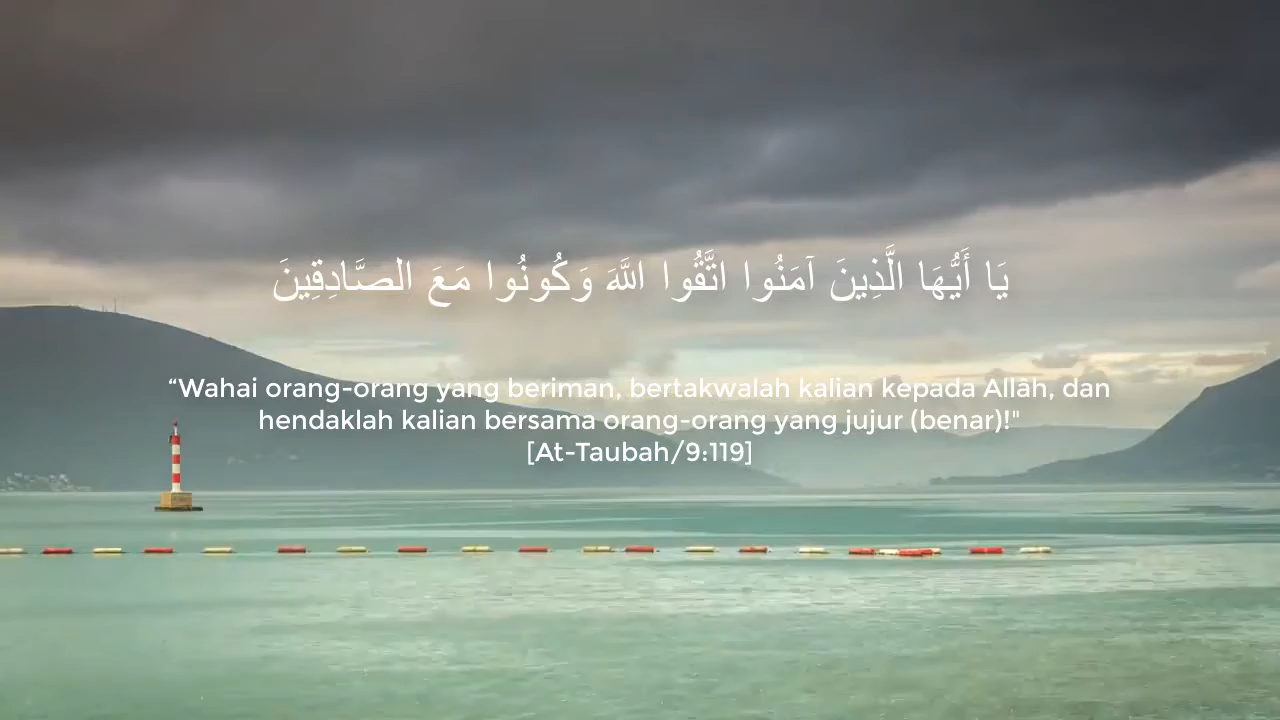 يَا أَيُّهَا الَّذِينَ آمَنُوا اتَّقُوا اللَّهَ وَكُونُوا مَعَ الصَّادِقِينَ
“Wahai orang-orang yang beriman, bertakwalah kalian kepada Allâh, dan
hendaklah kalian bersama orang-orang yang jujur (benar)!"
[At-Taubah/9:119]